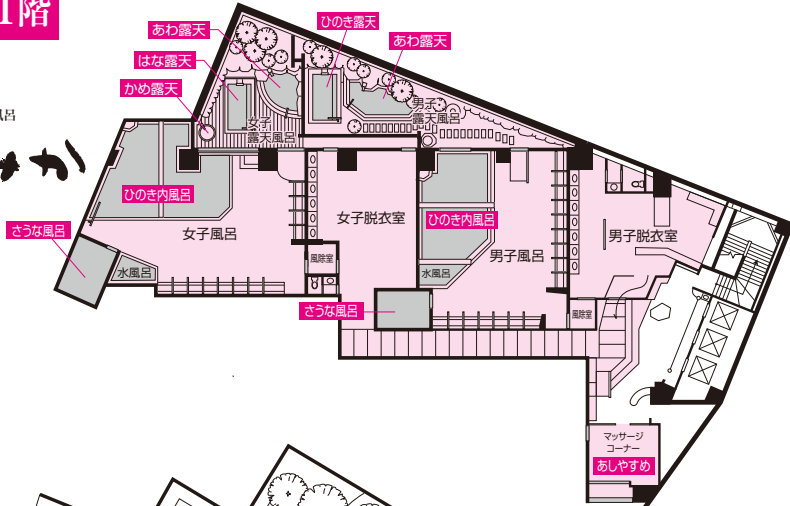 1階
あわ露天
ひのき露天
あわ露天
はな露天
かめ露天
男子
露天風呂
女子
露天風呂
風呂
ひのき内風呂
ひのき内風呂
女子脱衣室
女子風呂
男子脱衣室
男子風呂
さうな風呂
風除室
水風呂
水風呂
さうな風呂
風除室
マッサージ
コーナー
あしやすめ